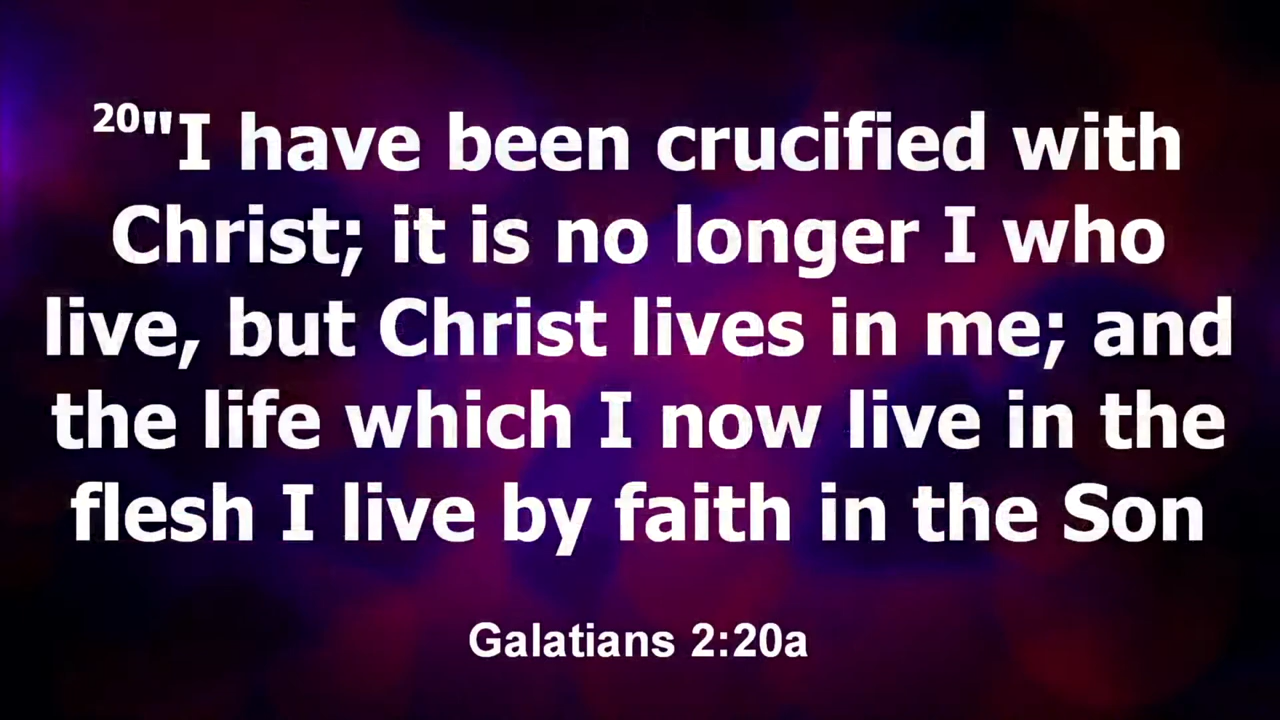 20"I have been crucified with
Christ; it is no longer I who
live, but Christ lives in me; and
the life which I now live in the
flesh I live by faith in the Son
Galatians 2:20a